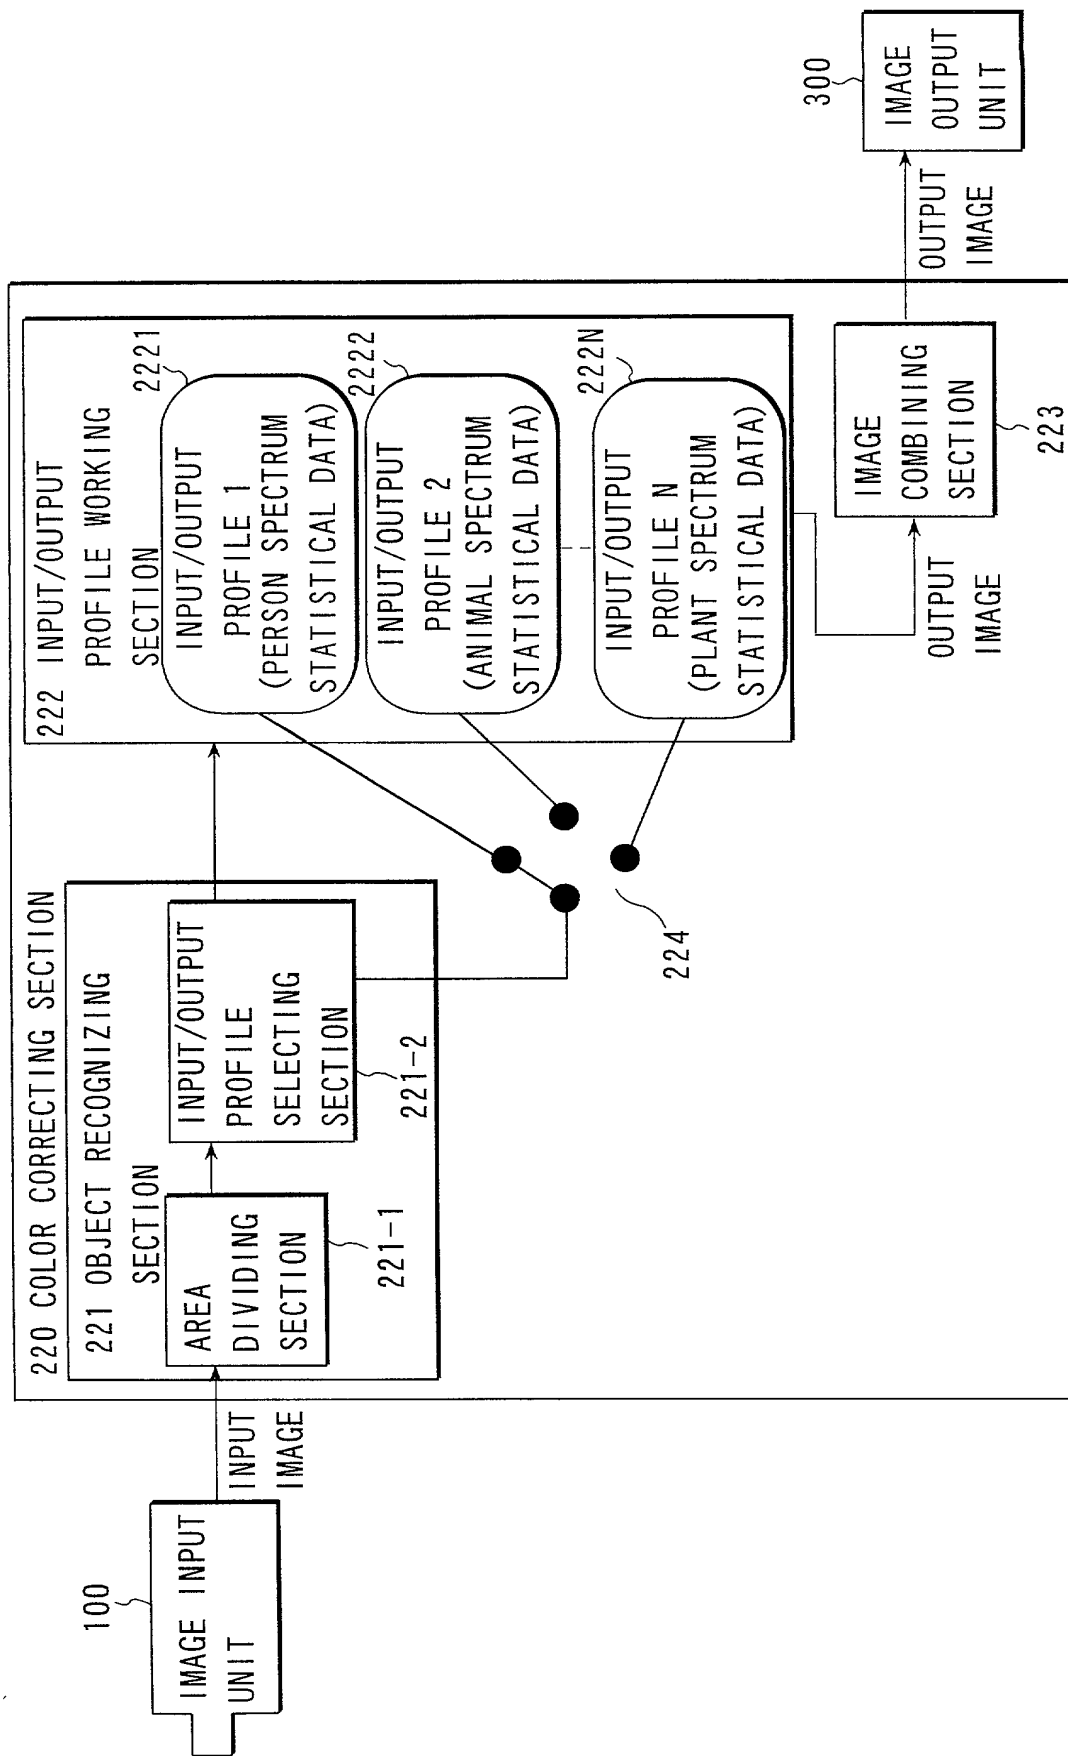 100
IMAGE INPUT
UNIT
INPUT
IMAGE
220 COLOR CORRECTING SECTION
221 OBJECT RECOGNIZING
SECTION
AREA
DIVIDING
SECTION
221-1
INPUT/OUTPUT
PROFILE
SELECTING
SECTION
221-2
224
222 INPUT/OUTPUT
PROFILE WORKING
SECTION
INPUT/OUTPUT
PROFILE 1
(PERSON SPECTRUM
STATISTICAL DATA)
2221
INPUT/OUTPUT
PROFILE 2
(ANIMAL SPECTRUM
STATISTICAL DATA)
2222
INPUT/OUTPUT
PROFILE N
(PLANT SPECTRUM
STATISTICAL DATA)
222N
OUTPUT
IMAGE
IMAGE
COMBINING
SECTION
223
OUTPUT
IMAGE
300
IMAGE
OUTPUT
UNIT